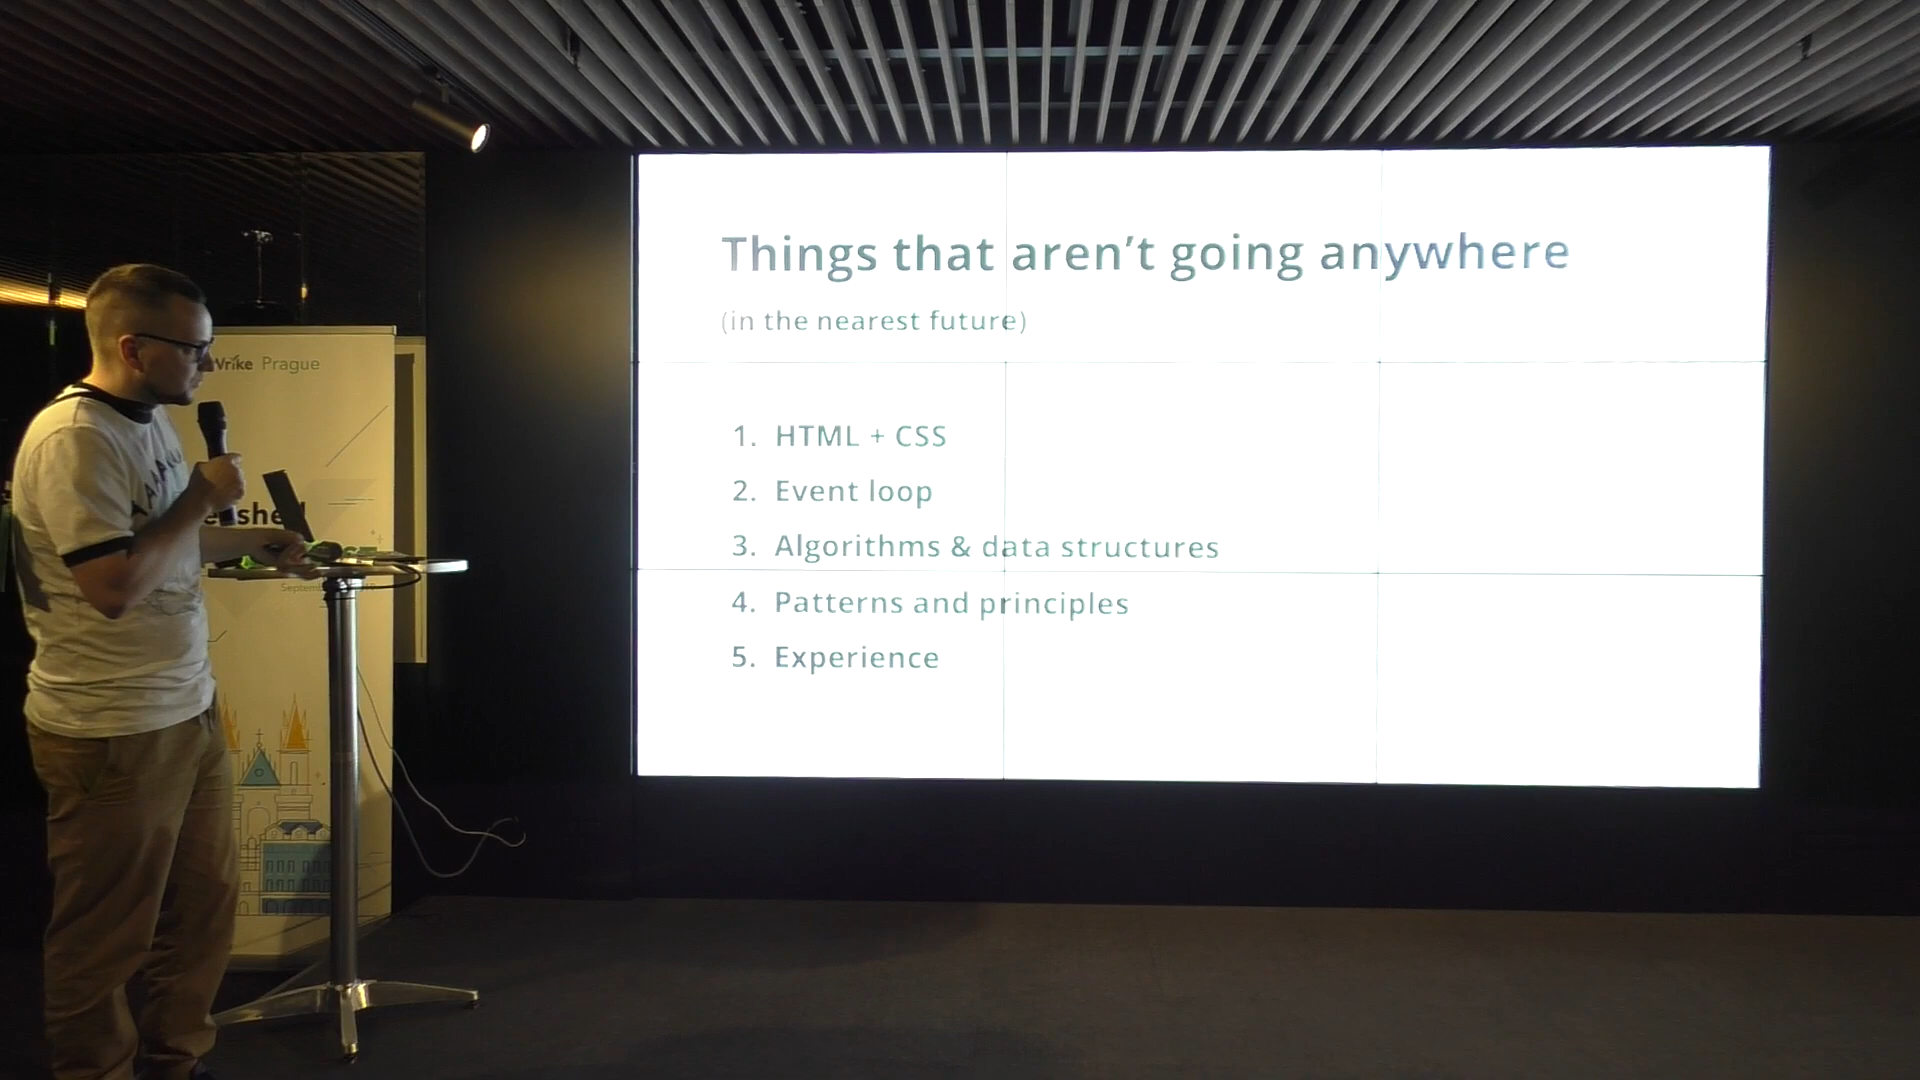 Things that aren't going anywhere
(in the nearest future)
1. HTML + CSS
2. Event loop
3. Algorithms & data structures
4. Patterns and principles
5. Experience
Prague